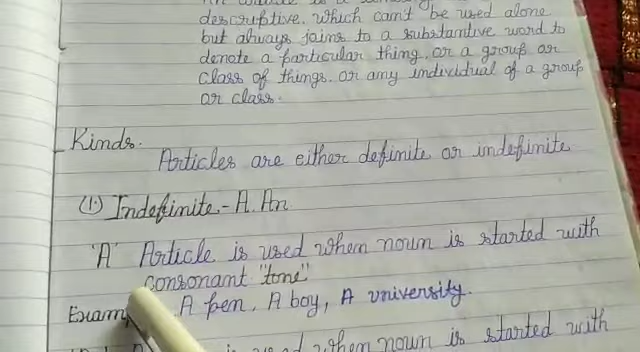 descriptive. which can't be used alone
but always joins to a substantive word to
denote a particular thing, or a group or
class of things. or any individual of a group
or class.
Kinds.
Articles are either definite or indefinite
(1.) Indefinite - A. An
'A' Article is used when noun is started with
consonant "tone"
Exam A pen, A boy, A university.
used when noun is started with